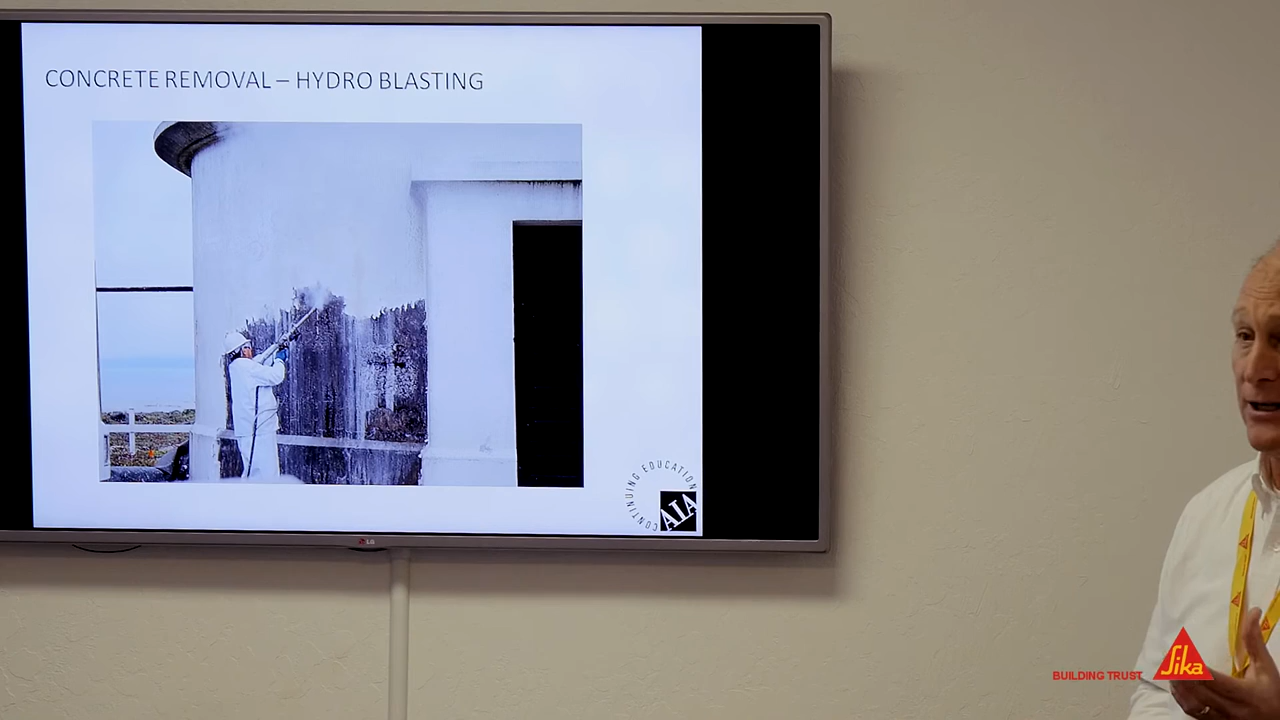 CONCRETE REMOVAL – HYDRO BLASTING
CONTINUING EDUCATION
AIA
LG
BUILDING TRUST
Sika